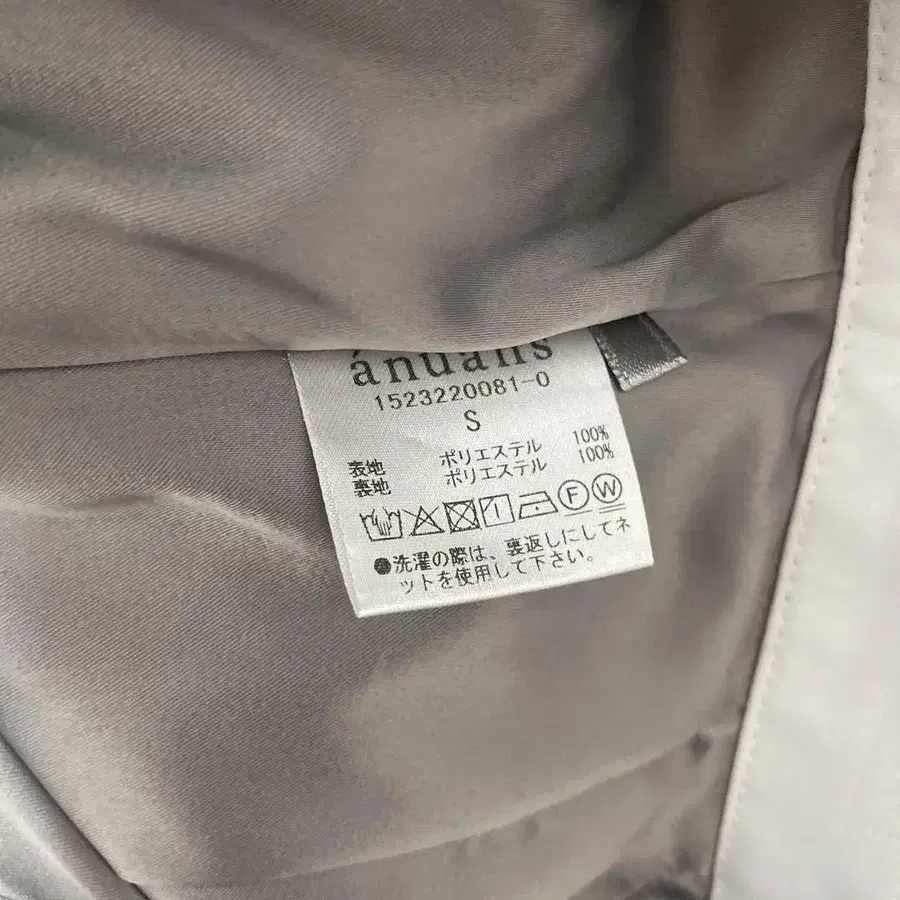 ánuans
1523220081-0
S
表地 ポリエステル 100%
裏地 ポリエステル 100%
F W
●洗濯の際は、裏返しにしてネ
ットを使用して下さい。